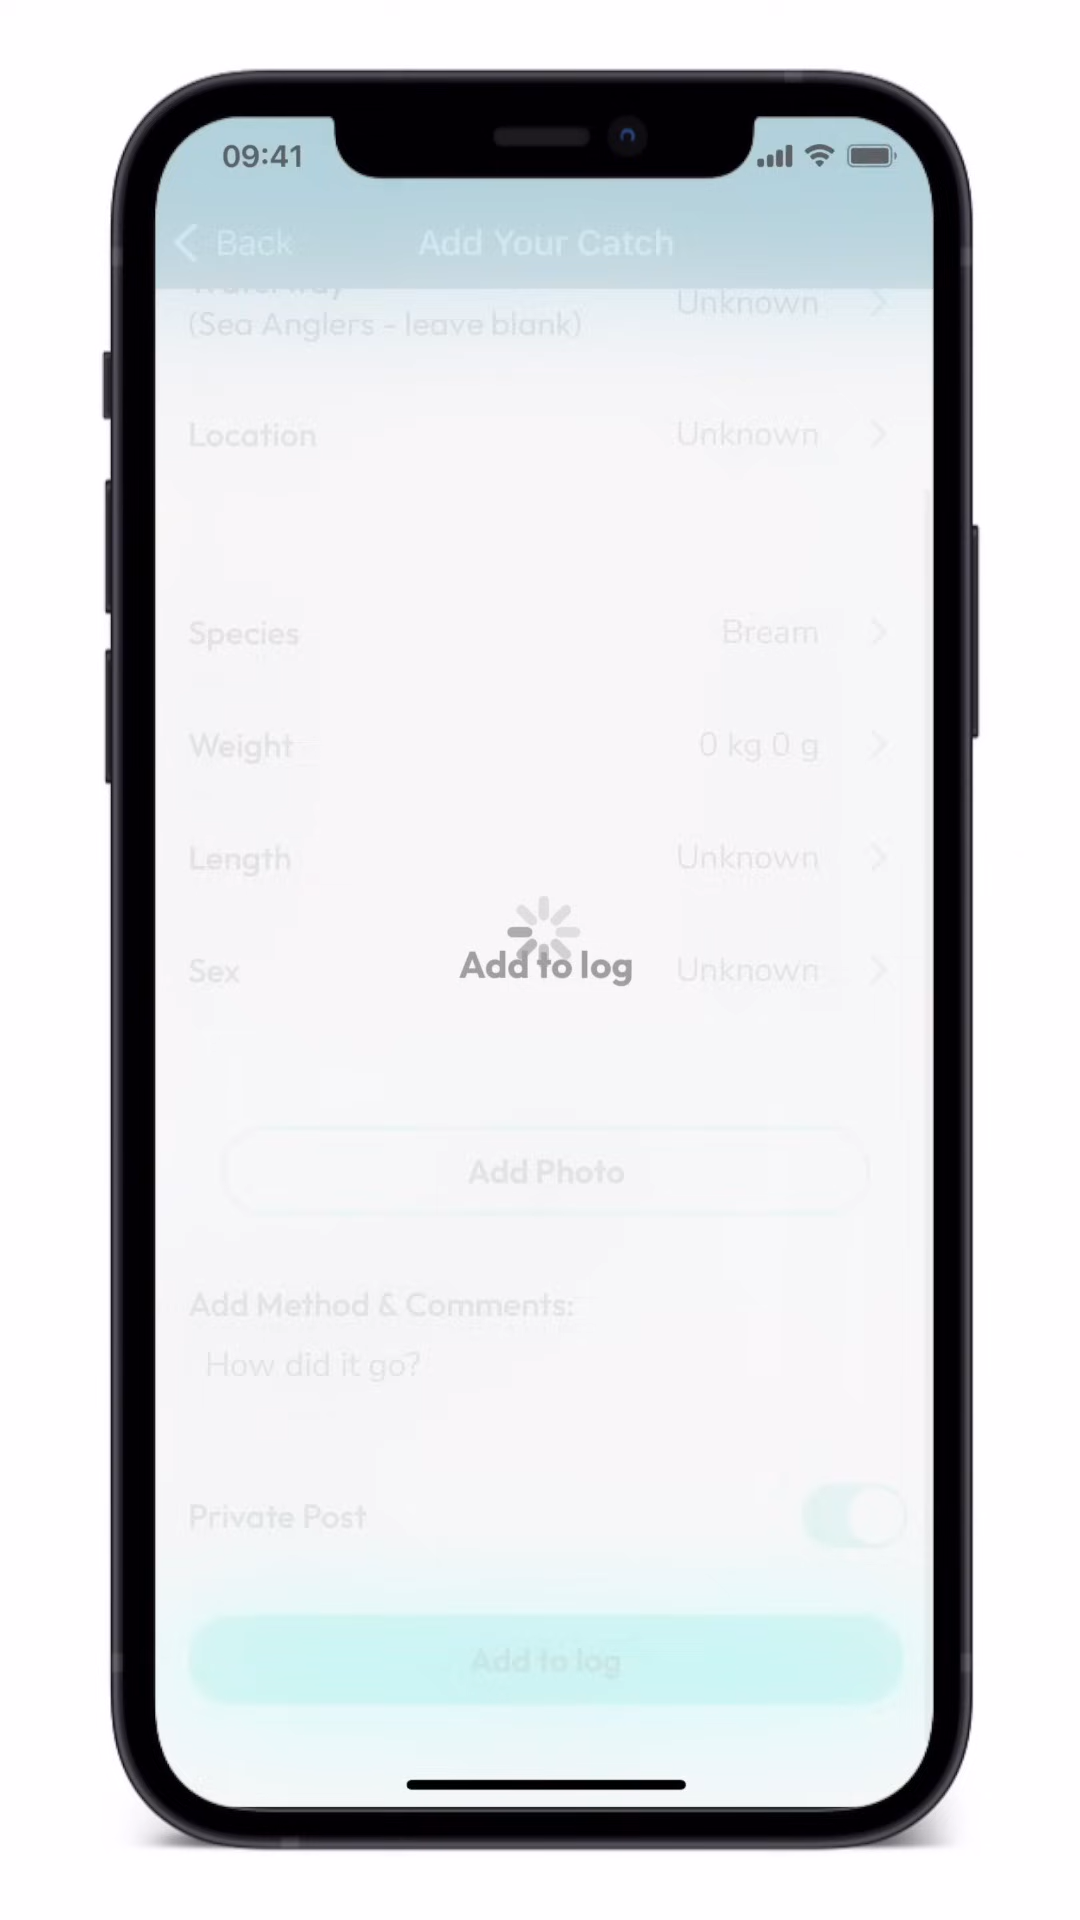 09:41
Back
Add Your Catch
Waterway
Unknown
(Sea Anglers - leave blank)
Location
Unknown
Species
Bream
Weight
0 kg 0 g
Length
Unknown
Add to log
Sex
Unknown
Add Photo
Add Method & Comments:
How did it go?
Private Post
Add to log